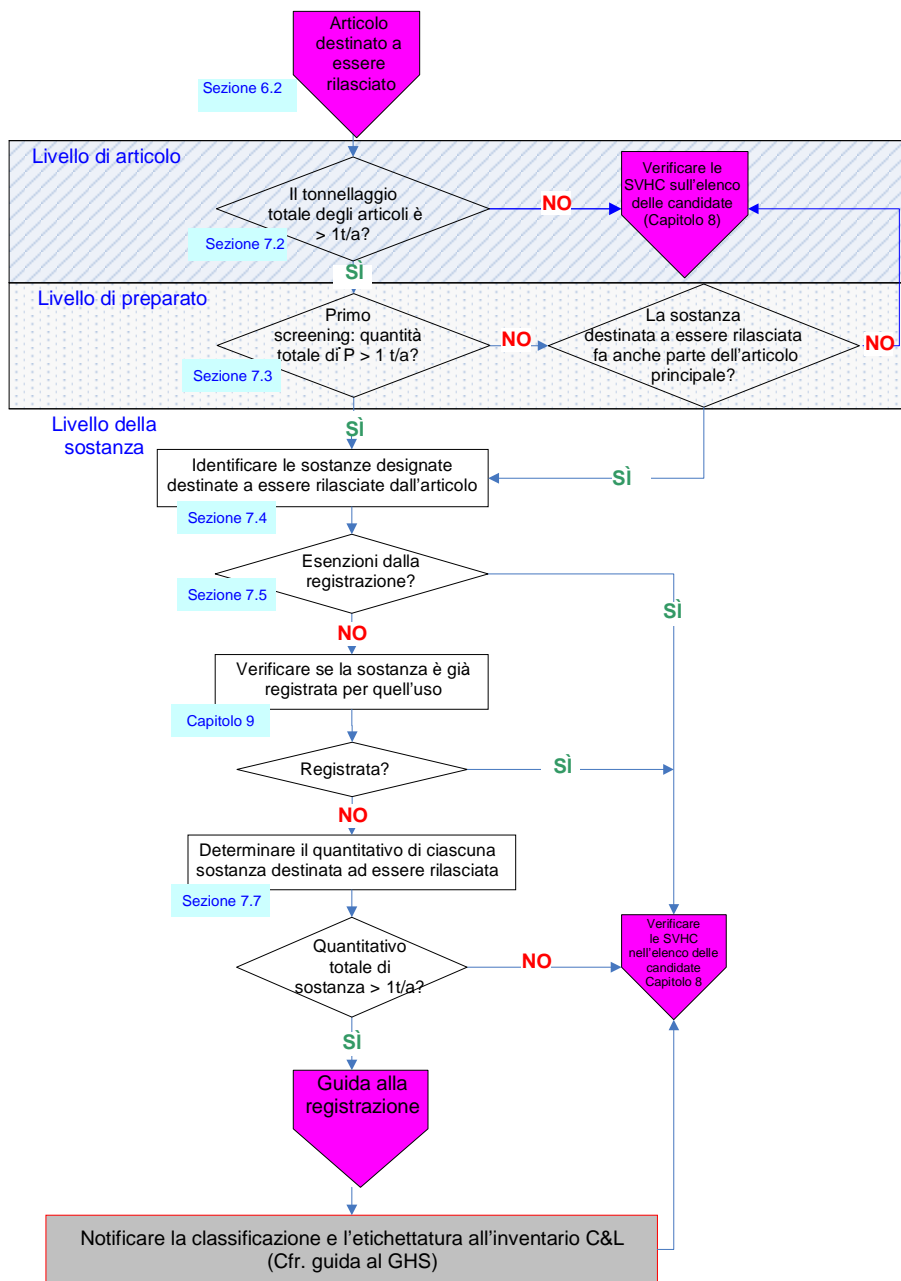 Articolo
destinato a
essere
rilasciato
Sezione 6.2
Livello di articolo
Il tonnellaggio
totale degli articoli è
> 1t/a?
NO
Verificare le
SVHC sull'elenco
delle candidate
(Capitolo 8)
Sezione 7.2
SÌ
Livello di preparato
Primo
screening: quantità
totale di P > 1 t/a?
NO
La sostanza
destinata a essere rilasciata
fa anche parte dell'articolo
principale?
NO
Sezione 7.3
Livello della
sostanza
SÌ
Identificare le sostanze designate
destinate a essere rilasciate dall'articolo
SÌ
Sezione 7.4
Esenzioni dalla
registrazione?
Sezione 7.5
SÌ
NO
Verificare se la sostanza è già
registrata per quell'uso
Capitolo 9
Registrata?
SÌ
NO
Determinare il quantitativo di ciascuna
sostanza destinata ad essere rilasciata
Sezione 7.7
Verificare
le SVHC
nell'elenco delle
candidate
Capitolo 8
Quantitativo
totale di
sostanza > 1t/a?
NO
SÌ
Guida alla
registrazione
Notificare la classificazione e l'etichettatura all'inventario C&L
(Cfr. guida al GHS)